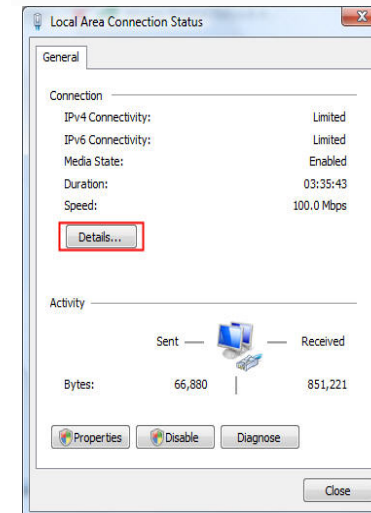 Local Area Connection Status
General
Connection
IPv4 Connectivity: Limited
IPv6 Connectivity: Limited
Media State: Enabled
Duration: 03:35:43
Speed: 100.0 Mbps
Details...
Activity
Sent Received
Bytes: 66,880 851,221
Properties Disable Diagnose
Close